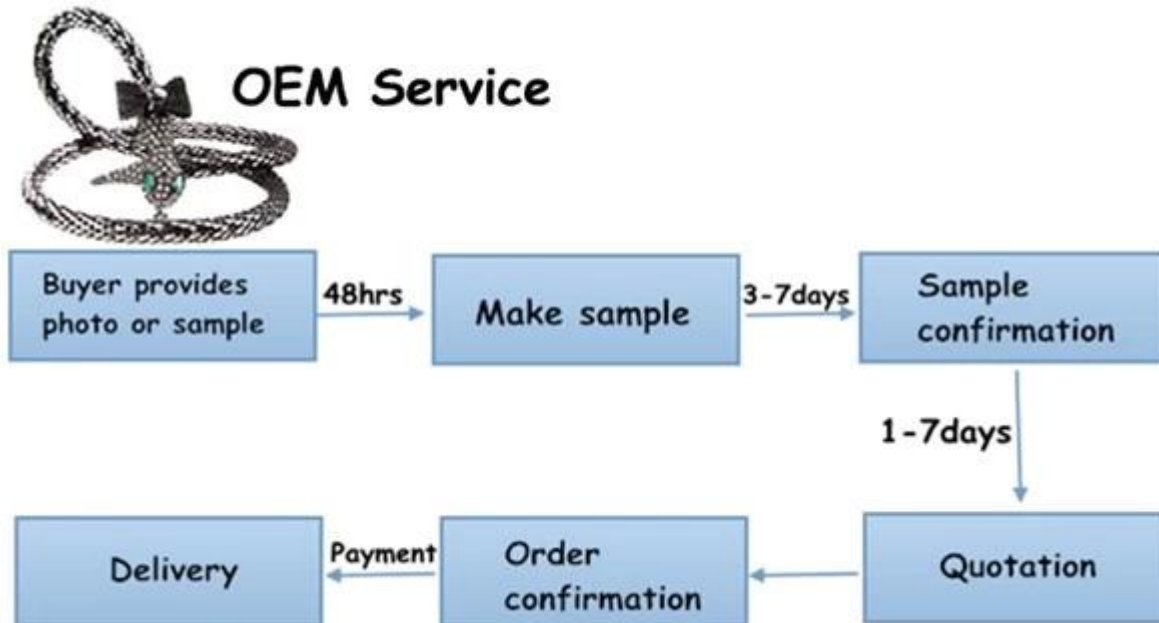 OEM Service
Buyer provides
photo or sample
48hrs
Make sample
3-7days
Sample
confirmation
1-7days
Quotation
Order
confirmation
Payment
Delivery